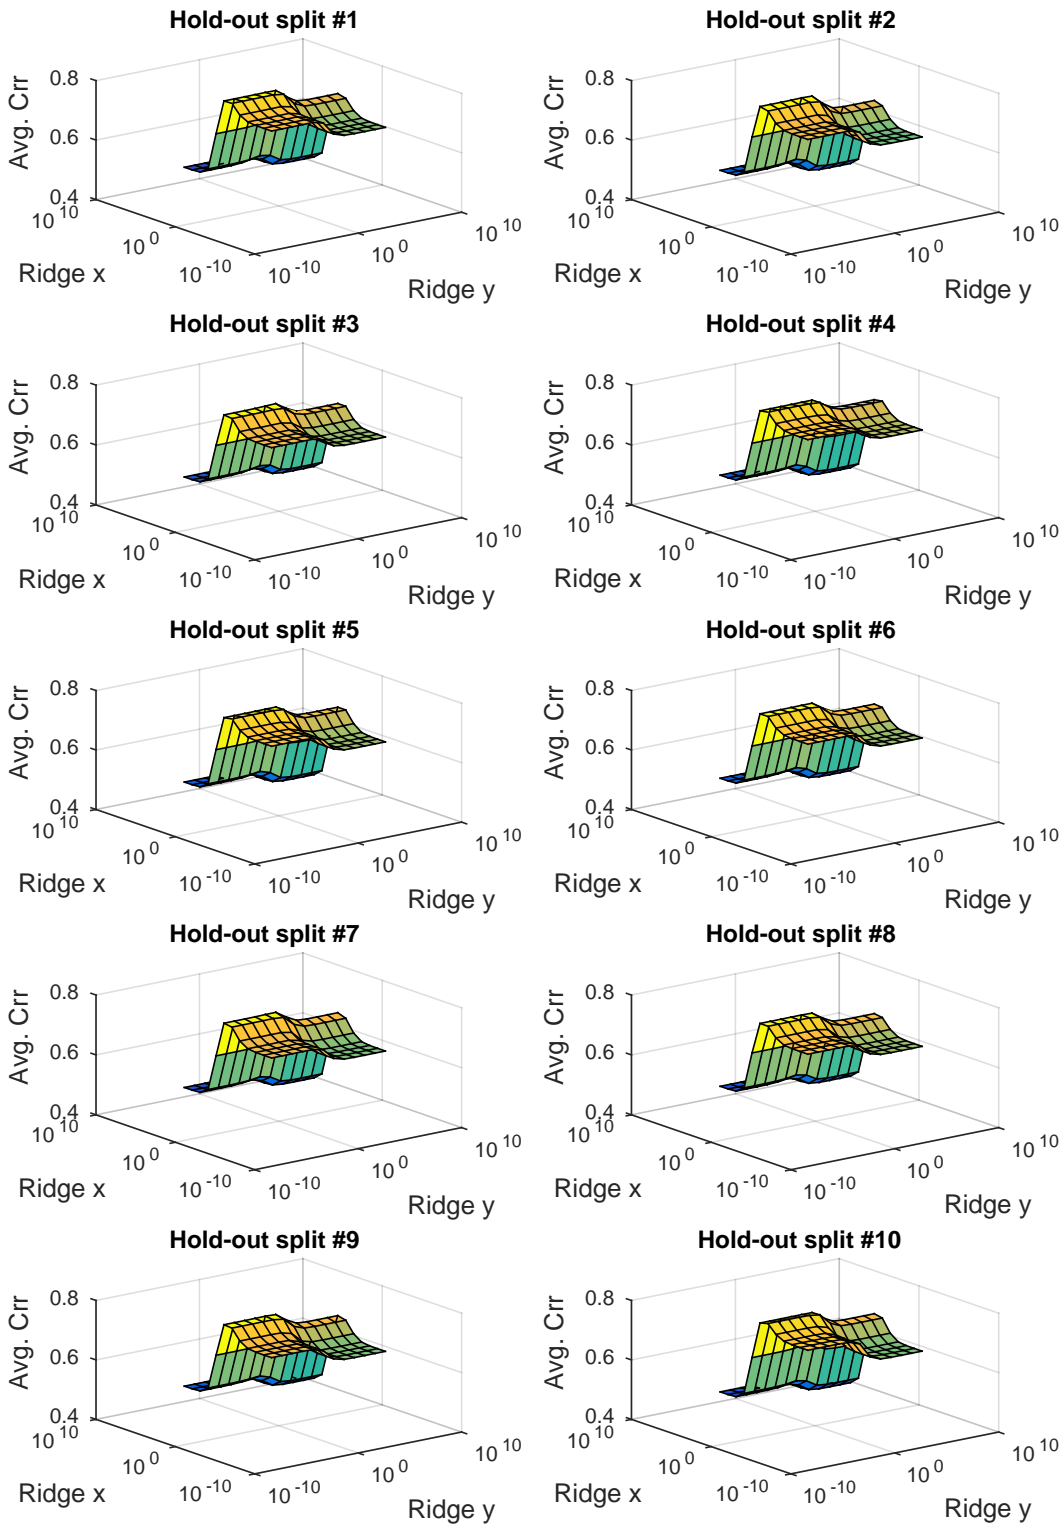 Hold-out split #1
Avg. Crr
0.8
0.6
0.4
10^10
10^0
10^-10
Ridge x
10^-10
10^0
10^10
Ridge y
Hold-out split #2
Avg. Crr
0.8
0.6
0.4
10^10
10^0
10^-10
Ridge x
10^-10
10^0
10^10
Ridge y
Hold-out split #3
Avg. Crr
0.8
0.6
0.4
10^10
10^0
10^-10
Ridge x
10^-10
10^0
10^10
Ridge y
Hold-out split #4
Avg. Crr
0.8
0.6
0.4
10^10
10^0
10^-10
Ridge x
10^-10
10^0
10^10
Ridge y
Hold-out split #5
Avg. Crr
0.8
0.6
0.4
10^10
10^0
10^-10
Ridge x
10^-10
10^0
10^10
Ridge y
Hold-out split #6
Avg. Crr
0.8
0.6
0.4
10^10
10^0
10^-10
Ridge x
10^-10
10^0
10^10
Ridge y
Hold-out split #7
Avg. Crr
0.8
0.6
0.4
10^10
10^0
10^-10
Ridge x
10^-10
10^0
10^10
Ridge y
Hold-out split #8
Avg. Crr
0.8
0.6
0.4
10^10
10^0
10^-10
Ridge x
10^-10
10^0
10^10
Ridge y
Hold-out split #9
Avg. Crr
0.8
0.6
0.4
10^10
10^0
10^-10
Ridge x
10^-10
10^0
10^10
Ridge y
Hold-out split #10
Avg. Crr
0.8
0.6
0.4
10^10
10^0
10^-10
Ridge x
10^-10
10^0
10^10
Ridge y